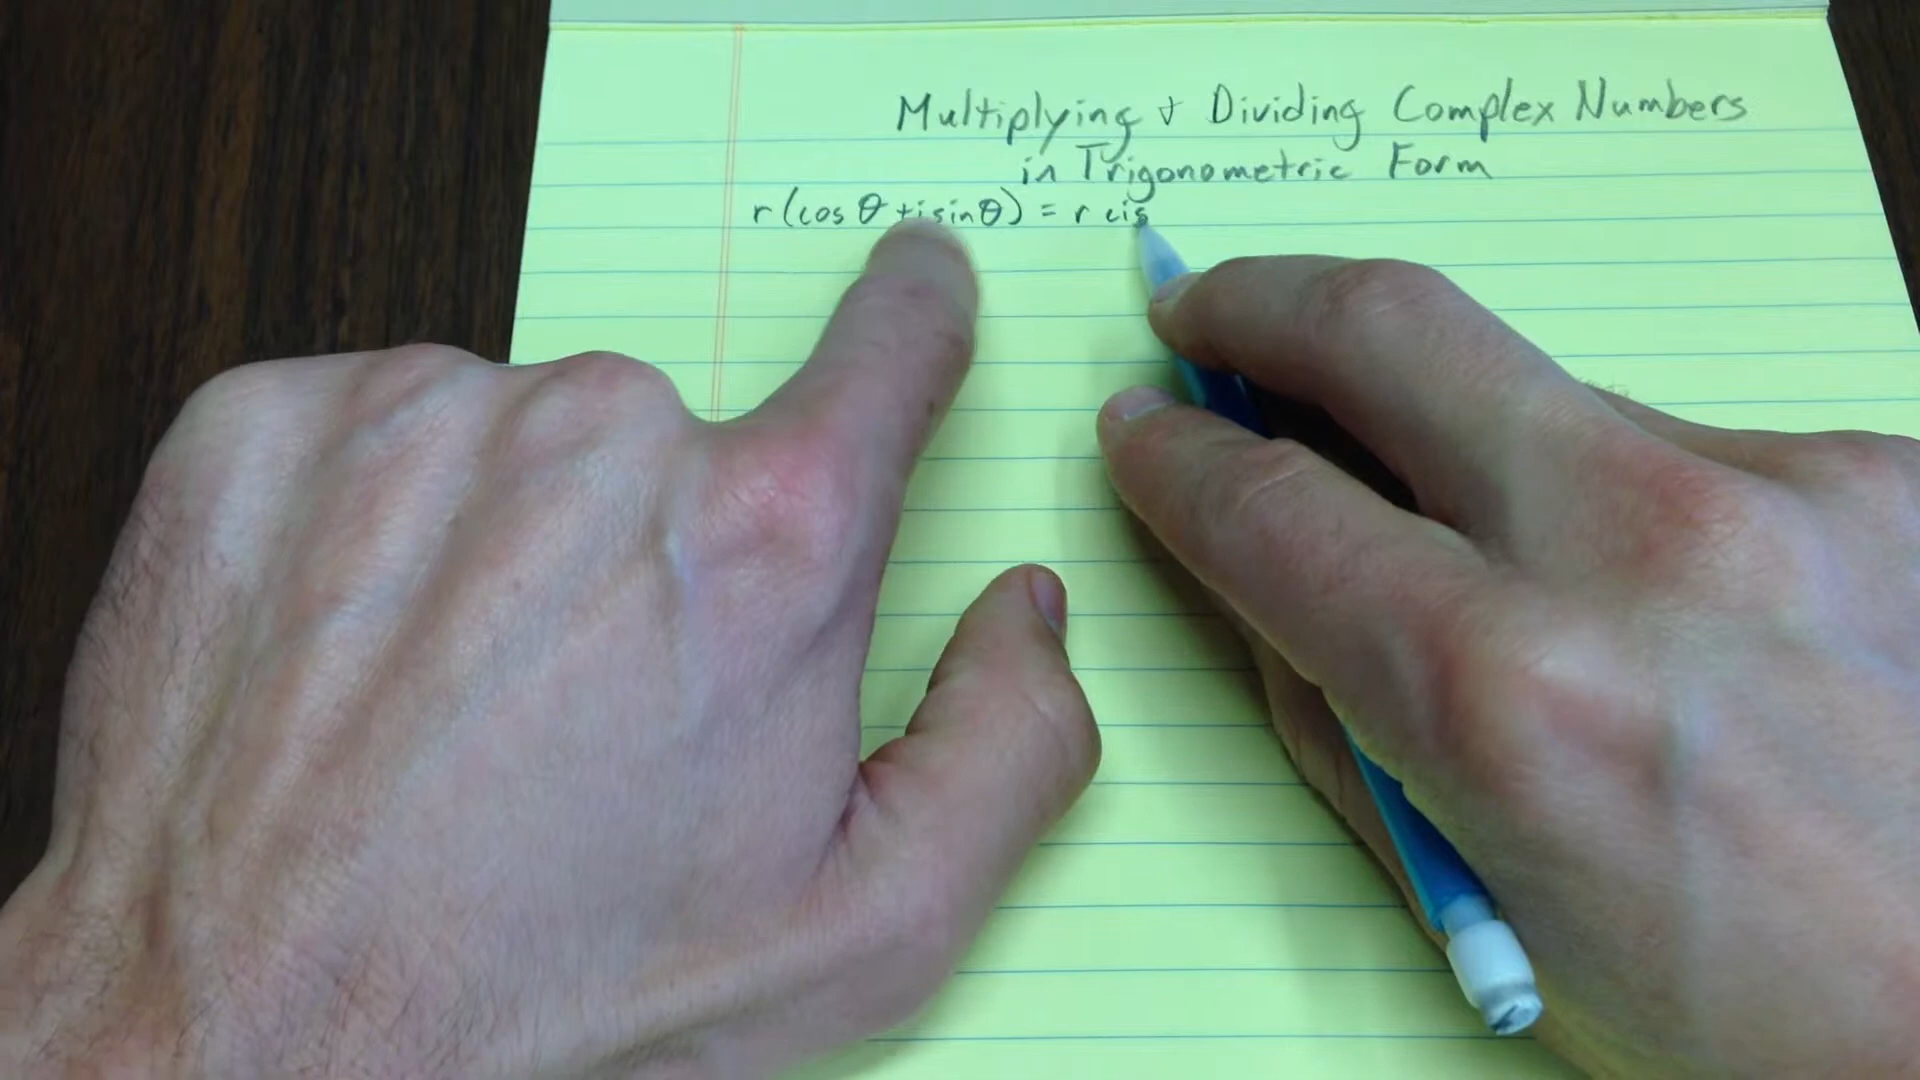 Multiplying & Dividing Complex Numbers
in Trigonometric Form
r(cos θ + i sin θ) = r cis